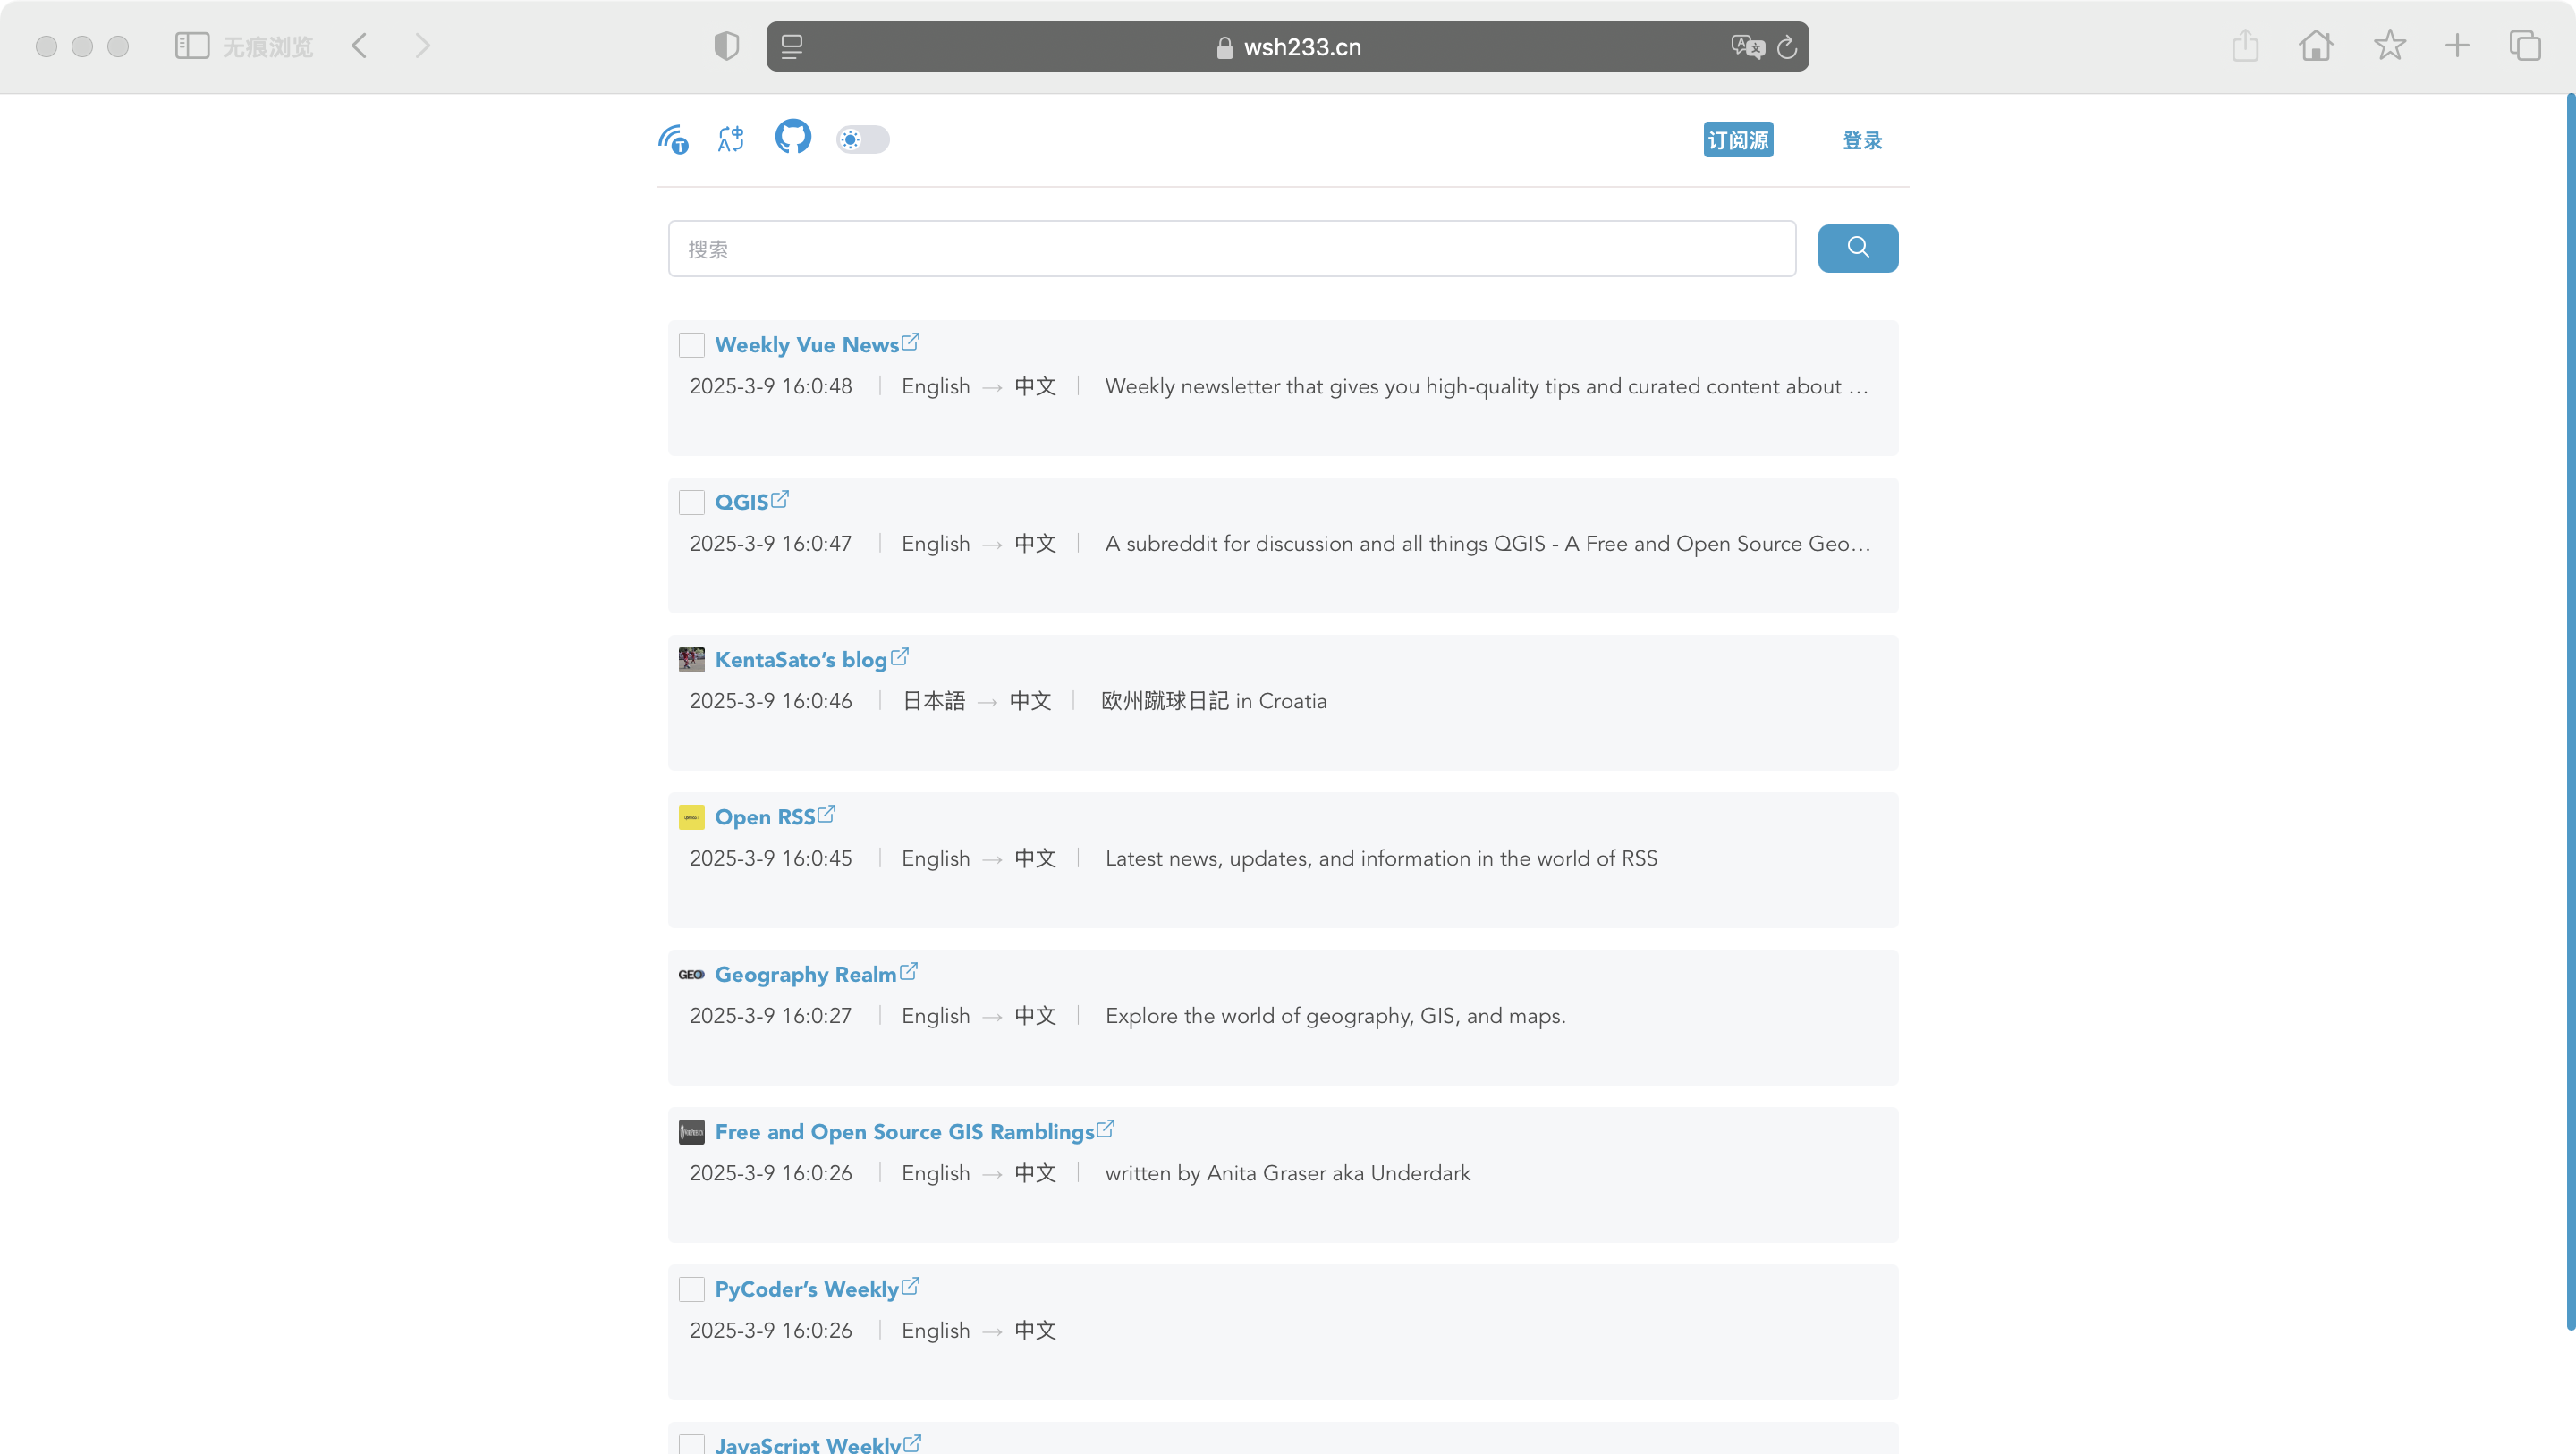 无痕浏览
wsh233.cn
订阅源 登录
搜索
Weekly Vue News
2025-3-9 16:0:48 English → 中文 Weekly newsletter that gives you high-quality tips and curated content about …
QGIS
2025-3-9 16:0:47 English → 中文 A subreddit for discussion and all things QGIS - A Free and Open Source Geo…
KentaSato’s blog
2025-3-9 16:0:46 日本語 → 中文 欧州蹴球日記 in Croatia
Open RSS
2025-3-9 16:0:45 English → 中文 Latest news, updates, and information in the world of RSS
GEO Geography Realm
2025-3-9 16:0:27 English → 中文 Explore the world of geography, GIS, and maps.
Free and Open Source GIS Ramblings
2025-3-9 16:0:26 English → 中文 written by Anita Graser aka Underdark
PyCoder’s Weekly
2025-3-9 16:0:26 English → 中文
JavaScript Weekly